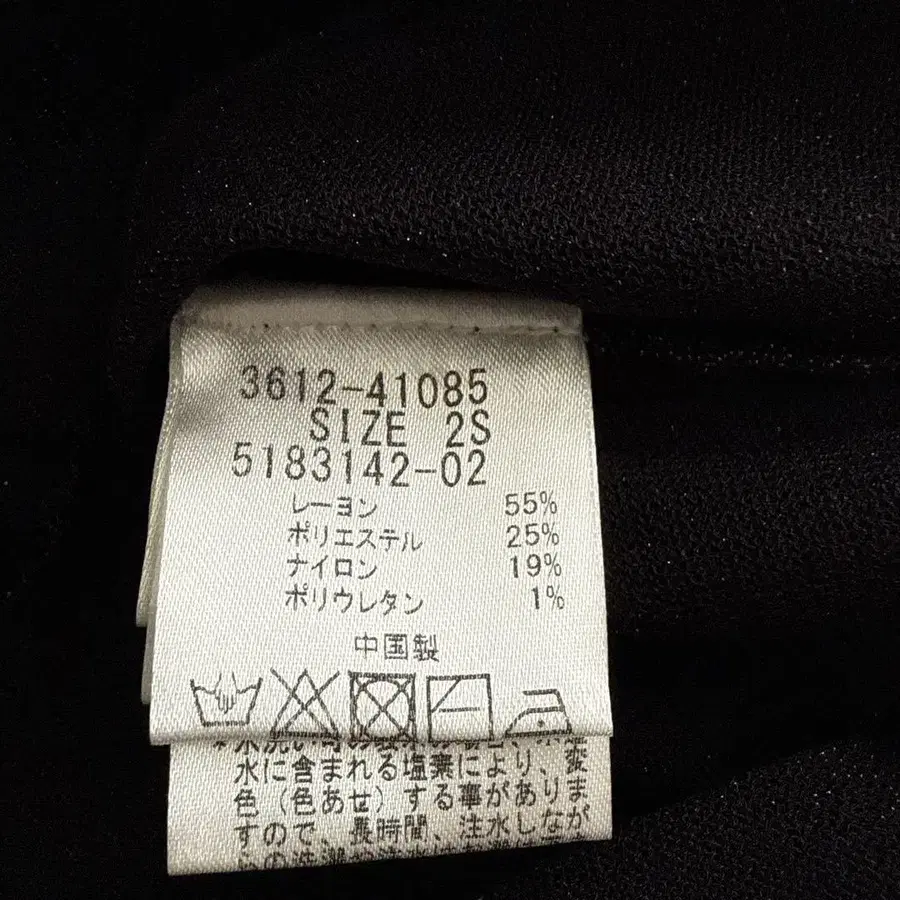 3612-41085
SIZE 2S
5183142-02
レーヨン 55%
ポリエステル 25%
ナイロン 19%
ポリウレタン 1%
中国製
水に含まれる塩素により、変
色（色あせ）する事がありま
すので、長時間、注水しなが